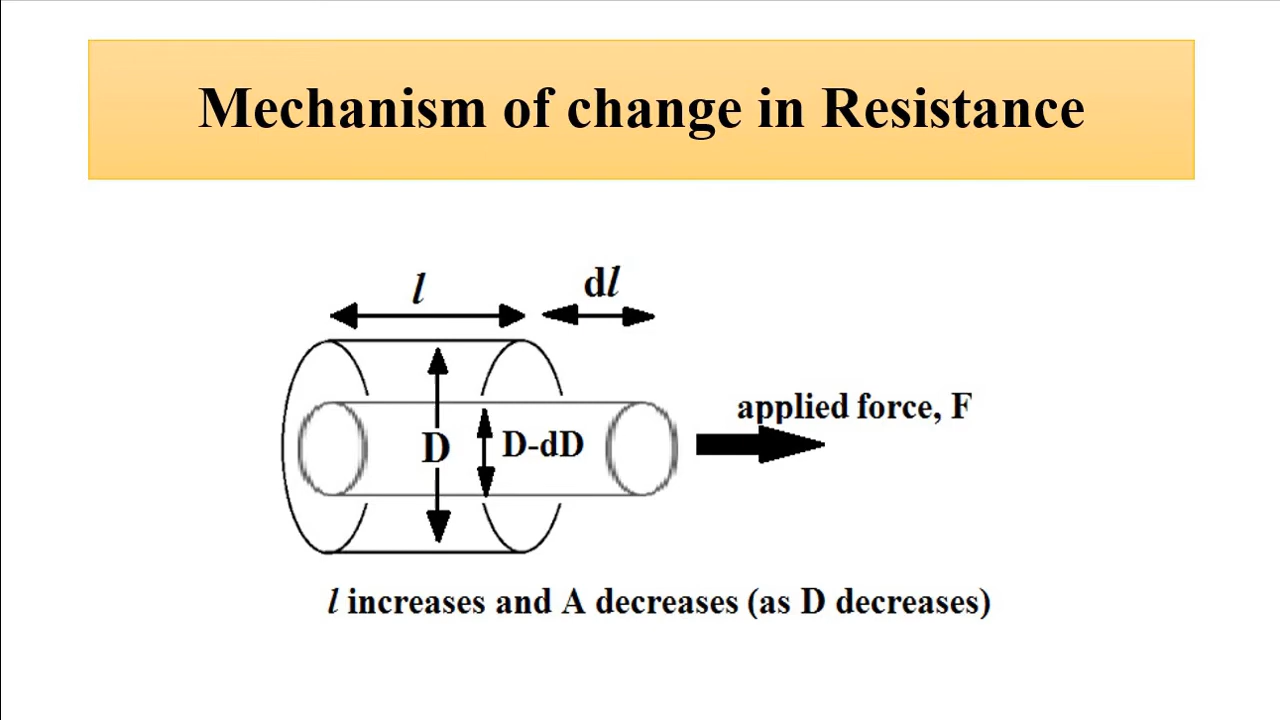 Mechanism of change in Resistance
l
dl
applied force, F
D
D-dD
l increases and A decreases (as D decreases)